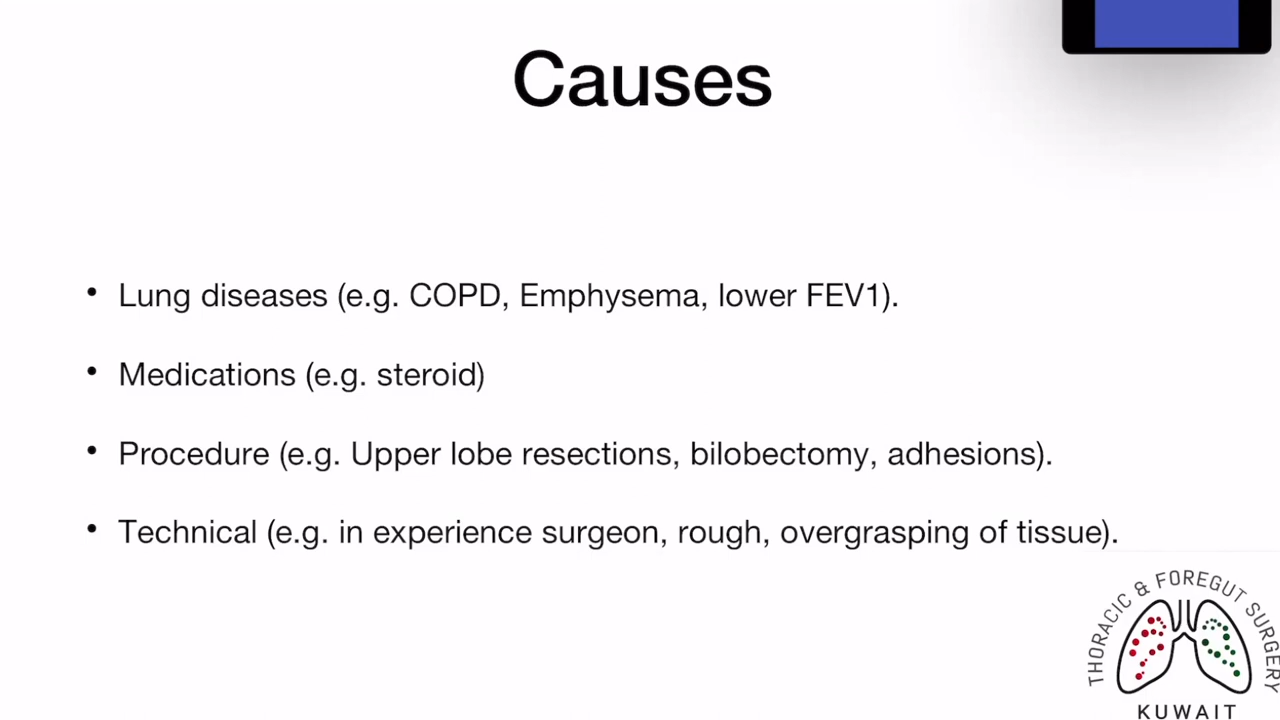 Causes
• Lung diseases (e.g. COPD, Emphysema, lower FEV1).
• Medications (e.g. steroid)
• Procedure (e.g. Upper lobe resections, bilobectomy, adhesions).
• Technical (e.g. in experience surgeon, rough, overgrasping of tissue).
THORACIC & FOREGUT SURGERY
KUWAIT